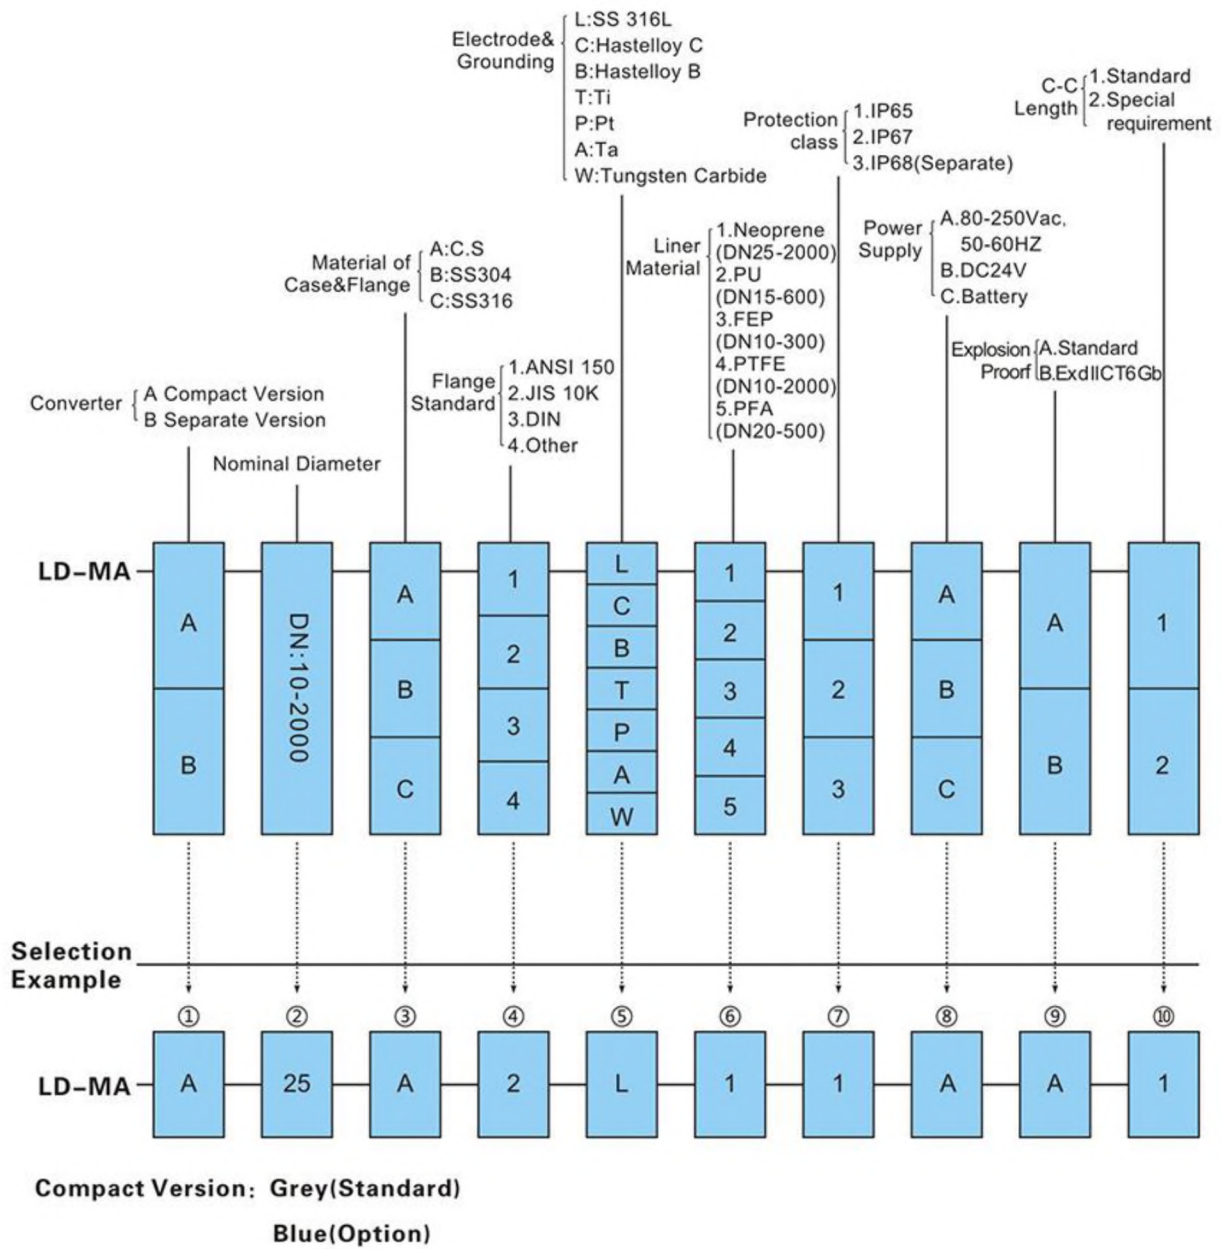 Electrode&
Grounding
L:SS 316L
C:Hastelloy C
B:Hastelloy B
T:Ti
P:Pt
A:Ta
W:Tungsten Carbide
C-C
Length
1.Standard
2.Special
requirement
Protection
class
1.IP65
2.IP67
3.IP68(Separate)
Material of
Case&Flange
A:C.S
B:SS304
C:SS316
Liner
Material
1.Neoprene
(DN25-2000)
2.PU
(DN15-600)
3.FEP
(DN10-300)
4.PTFE
(DN10-2000)
5.PFA
(DN20-500)
Power
Supply
A.80-250Vac,
50-60HZ
B.DC24V
C.Battery
Explosion
Proorf
A.Standard
B.ExdIICT6Gb
Converter
A Compact Version
B Separate Version
Flange
Standard
1.ANSI 150
2.JIS 10K
3.DIN
4.Other
Nominal Diameter
LD-MA
A
B
DN:10-2000
A
B
C
1
2
3
4
L
C
B
T
P
A
W
1
2
3
4
5
1
2
3
A
B
C
A
B
1
2
Selection
Example
① ② ③ ④ ⑤ ⑥ ⑦ ⑧ ⑨ ⑩
LD-MA A 25 A 2 L 1 1 A A 1
Compact Version: Grey(Standard)
Blue(Option)